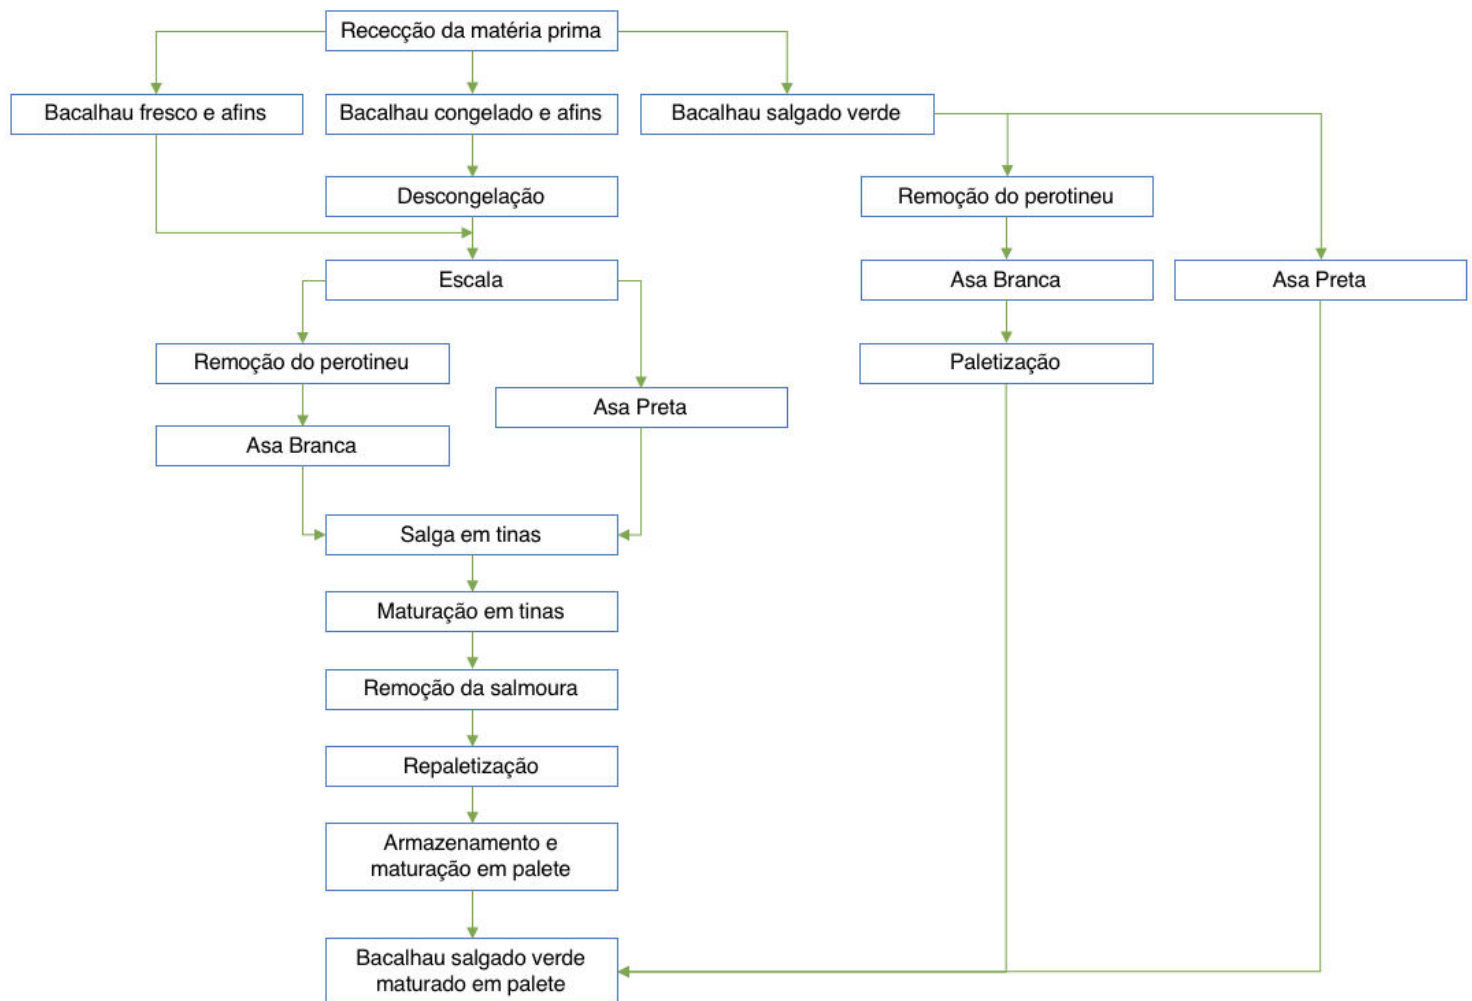 Rececção da matéria prima
Bacalhau fresco e afins
Bacalhau congelado e afins
Bacalhau salgado verde
Descongelação
Remoção do perotineu
Escala
Asa Branca
Asa Preta
Remoção do perotineu
Paletização
Asa Preta
Asa Branca
Salga em tinas
Maturação em tinas
Remoção da salmoura
Repaletização
Armazenamento e
maturação em palete
Bacalhau salgado verde
maturado em palete